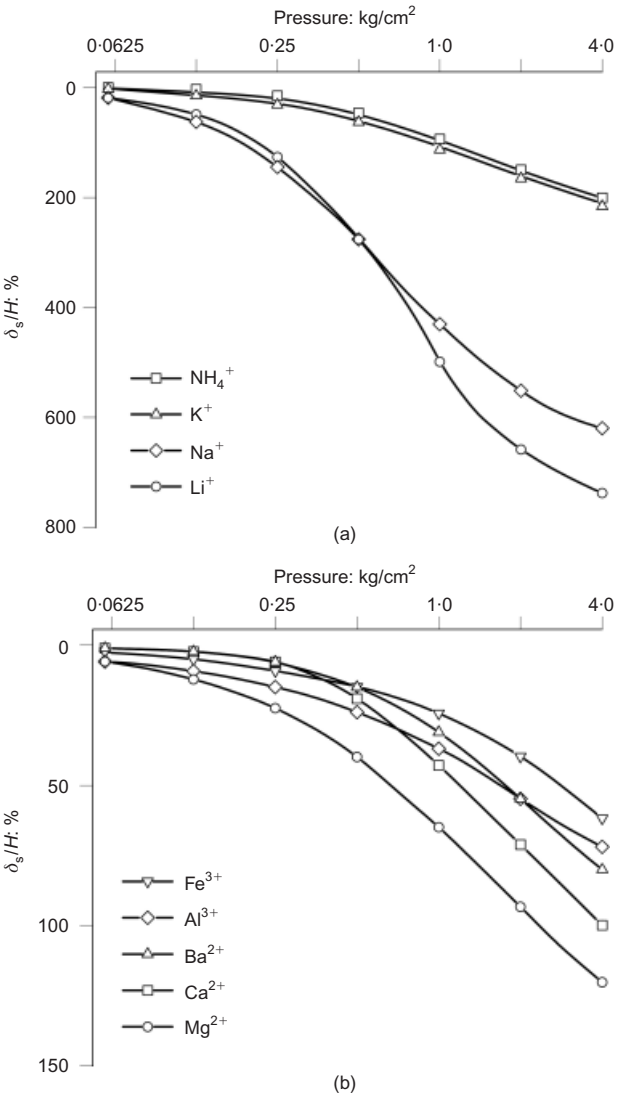 Pressure: kg/cm²
0·0625 0·25 1·0 4·0
0
200
400
600
800
δₛ/H: %
NH₄⁺
K⁺
Na⁺
Li⁺
(a)
Pressure: kg/cm²
0·0625 0·25 1·0 4·0
0
50
100
150
δₛ/H: %
Fe³⁺
Al³⁺
Ba²⁺
Ca²⁺
Mg²⁺
(b)